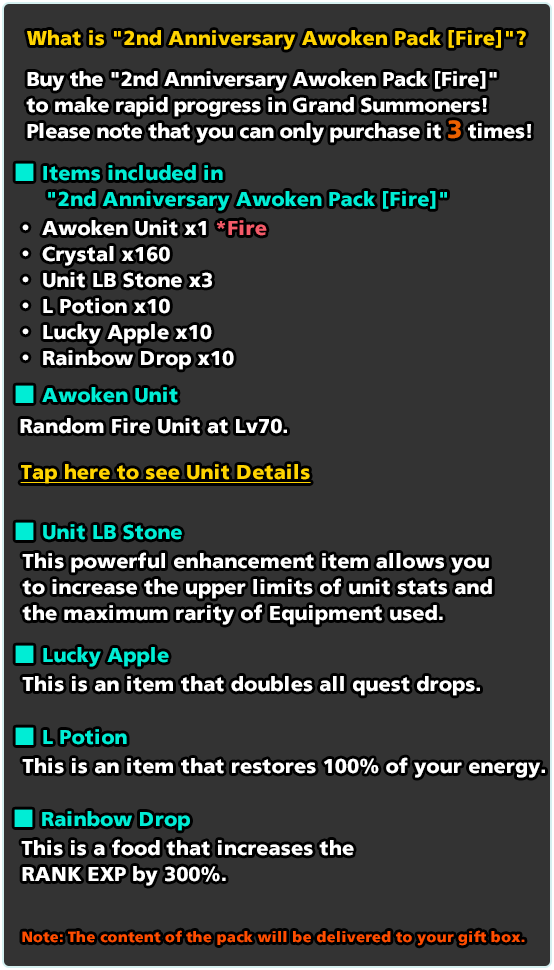 What is "2nd Anniversary Awoken Pack [Fire]"?
Buy the "2nd Anniversary Awoken Pack [Fire]"
to make rapid progress in Grand Summoners!
Please note that you can only purchase it 3 times!
■ Items included in
"2nd Anniversary Awoken Pack [Fire]"
• Awoken Unit x1 *Fire
• Crystal x160
• Unit LB Stone x3
• L Potion x10
• Lucky Apple x10
• Rainbow Drop x10
■ Awoken Unit
Random Fire Unit at Lv70.
Tap here to see Unit Details
■ Unit LB Stone
This powerful enhancement item allows you
to increase the upper limits of unit stats and
the maximum rarity of Equipment used.
■ Lucky Apple
This is an item that doubles all quest drops.
■ L Potion
This is an item that restores 100% of your energy.
■ Rainbow Drop
This is a food that increases the
RANK EXP by 300%.
Note: The content of the pack will be delivered to your gift box.